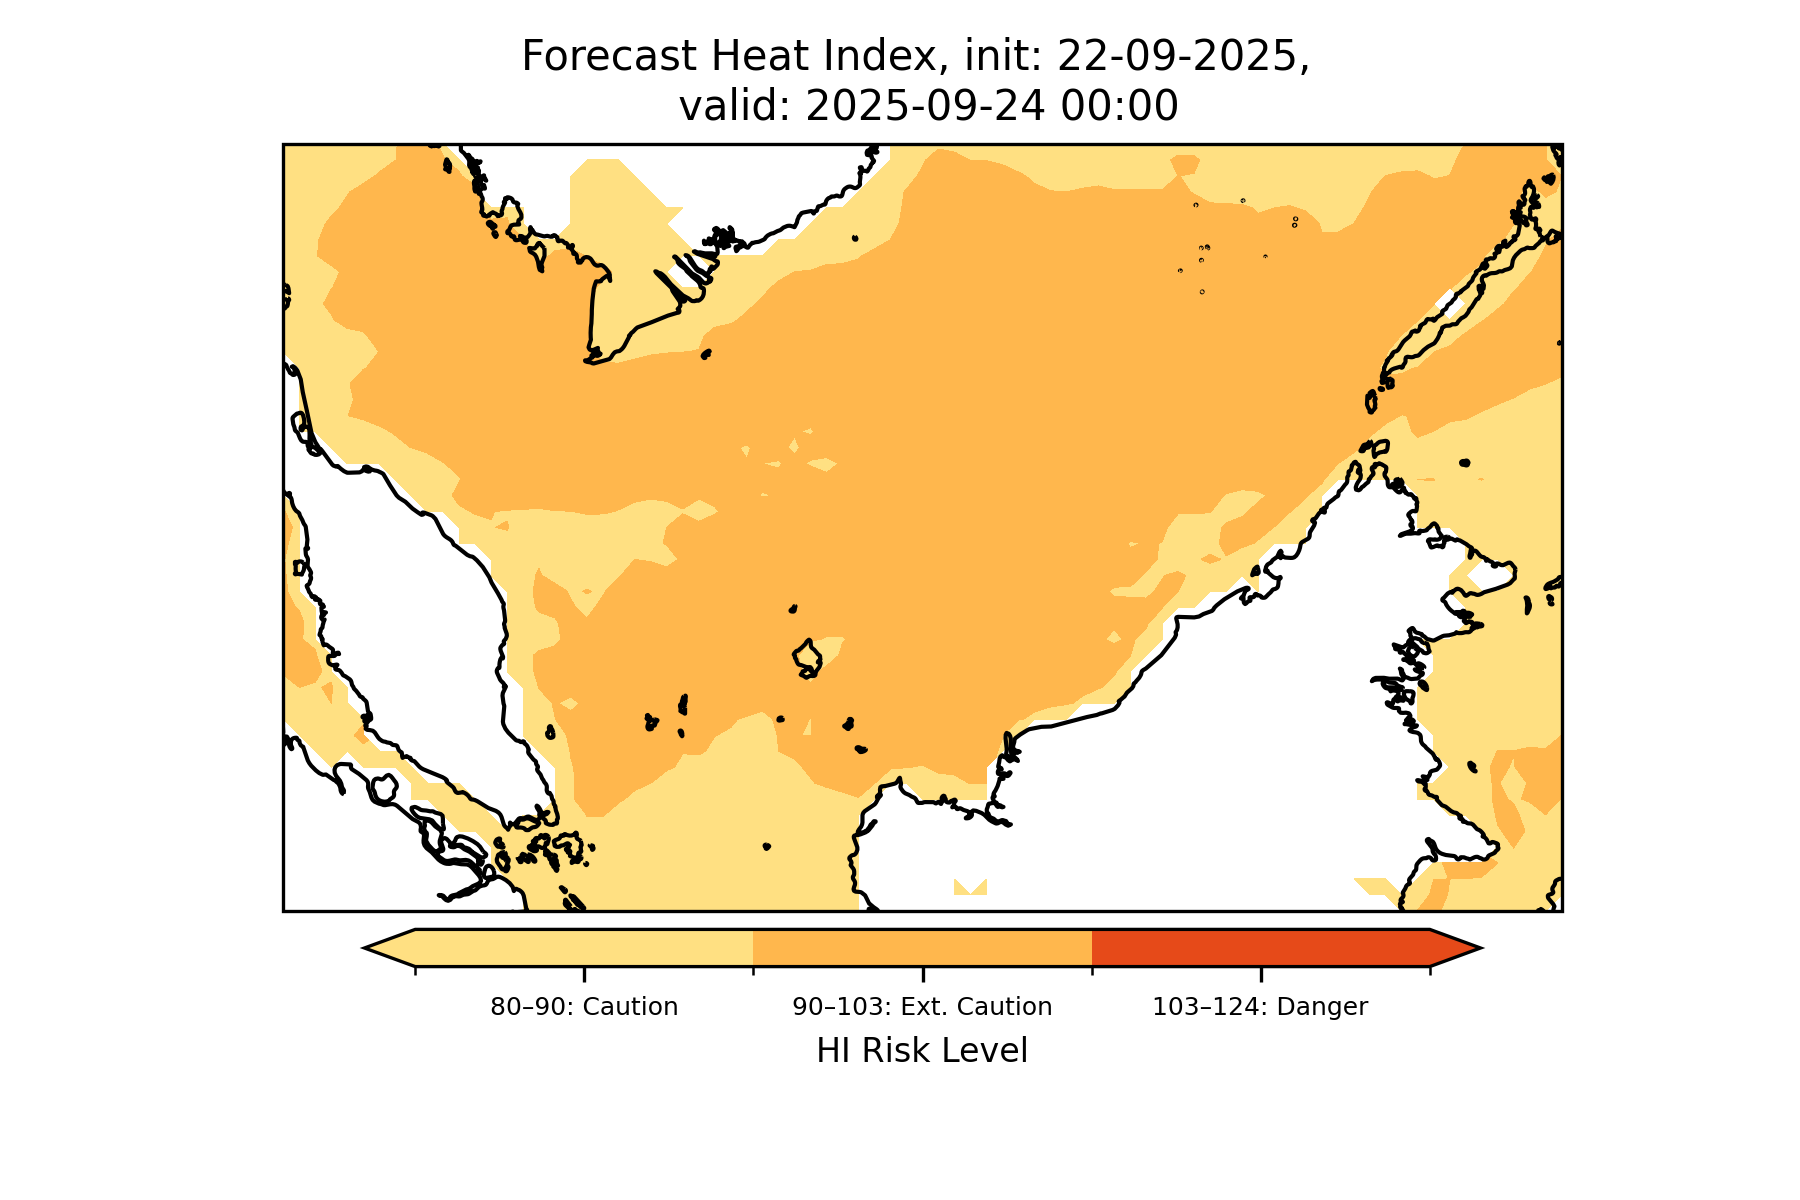 Forecast Heat Index, init: 22-09-2025,
valid: 2025-09-24 00:00
80–90: Caution
90–103: Ext. Caution
103–124: Danger
HI Risk Level